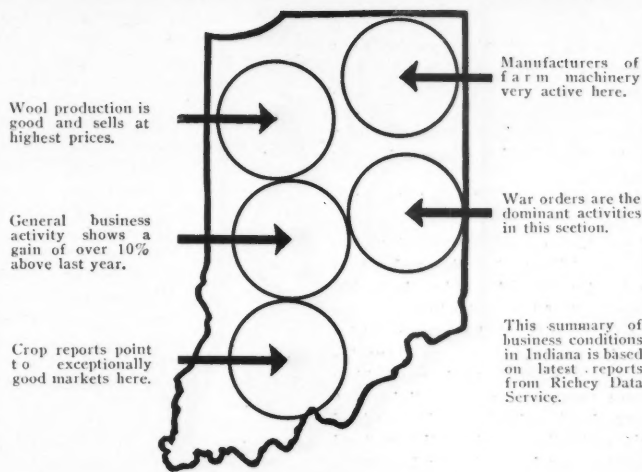 Wool production is
good and sells at
highest prices.
General business
activity shows a
gain of over 10%
above last year.
Crop reports point
to exceptionally
good markets here.
Manufacturers of
farm machinery
very active here.
War orders are the
dominant activities
in this section.
This summary of
business conditions
in Indiana is based
on latest reports
from Richey Data
Service.